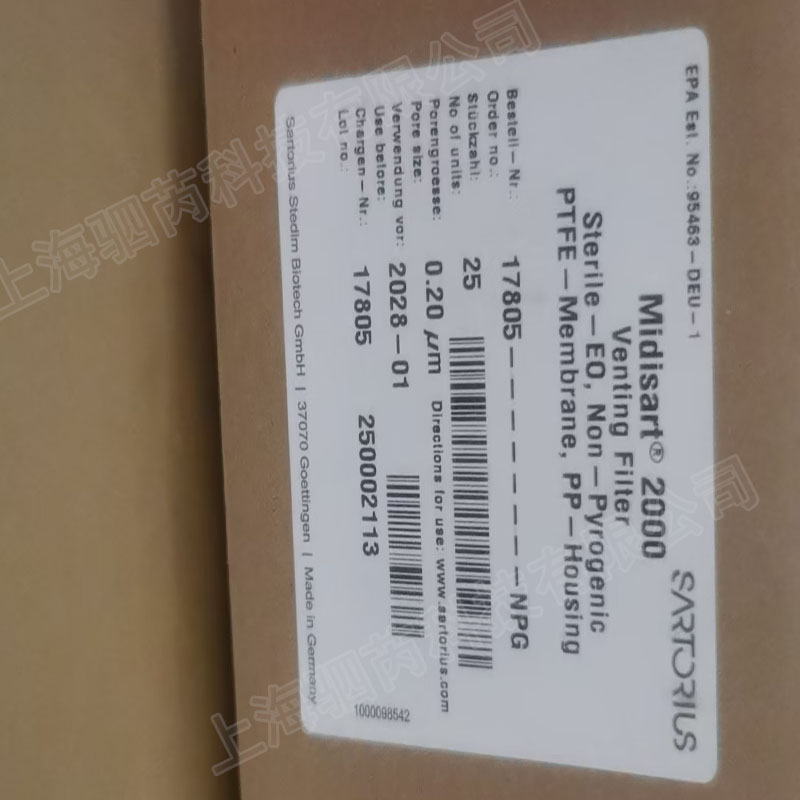 EPA Est. No.:95463-DEU-1
SARTORIUS
Midisart® 2000
Venting Filter
Sterile-EO, Non-Pyrogenic
PTFE-Membrane, PP-Housing
Bestell-Nr.:
Order no.: 17805--------NPG
Stückzahl:
No of units: 25
Porengroesse:
Pore size: 0.20 µm Directions for use: www.sartorius.com
Verwendung vor:
Use before: 2028-01
Chargen-Nr.:
Lot no.: 17805 250002113
1000098542
Sartorius Stedim Biotech GmbH | 37070 Goettingen | Made in Germany
上海驷芮科技有限公司
上海驷芮科技有限公司